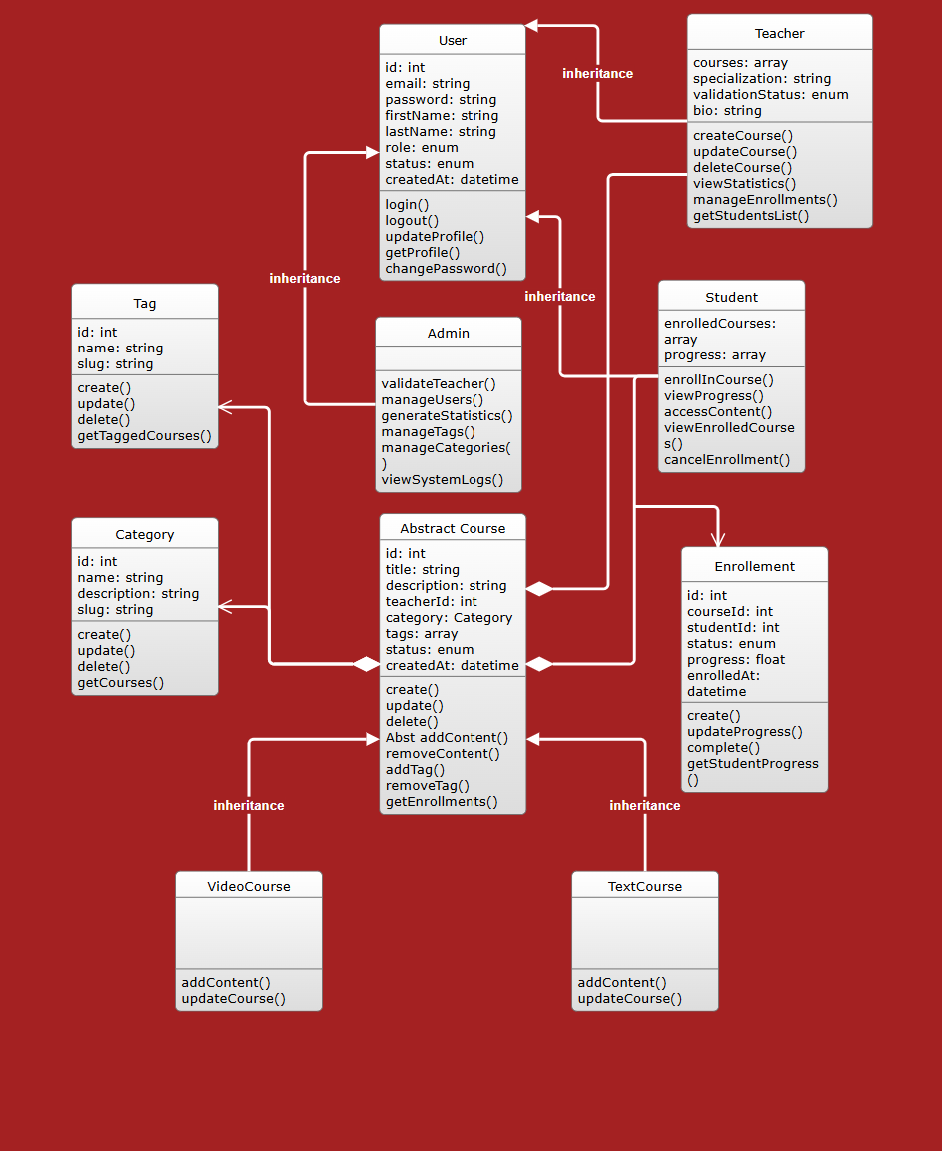 User
id: int
email: string
password: string
firstName: string
lastName: string
role: enum
status: enum
createdAt: datetime
login()
logout()
updateProfile()
getProfile()
changePassword()
Teacher
courses: array
specialization: string
validationStatus: enum
bio: string
createCourse()
updateCourse()
deleteCourse()
viewStatistics()
manageEnrollments()
getStudentsList()
inheritance
inheritance
inheritance
Tag
id: int
name: string
slug: string
create()
update()
delete()
getTaggedCourses()
Admin
validateTeacher()
manageUsers()
generateStatistics()
manageTags()
manageCategories(
)
viewSystemLogs()
Student
enrolledCourses:
array
progress: array
enrollInCourse()
viewProgress()
accessContent()
viewEnrolledCourse
s()
cancelEnrollment()
Category
id: int
name: string
description: string
slug: string
create()
update()
delete()
getCourses()
Abstract Course
id: int
title: string
description: string
teacherId: int
category: Category
tags: array
status: enum
createdAt: datetime
create()
update()
delete()
Abst addContent()
removeContent()
addTag()
removeTag()
getEnrollments()
Enrollement
id: int
courseId: int
studentId: int
status: enum
progress: float
enrolledAt:
datetime
create()
updateProgress()
complete()
getStudentProgress
()
inheritance
inheritance
VideoCourse
addContent()
updateCourse()
TextCourse
addContent()
updateCourse()